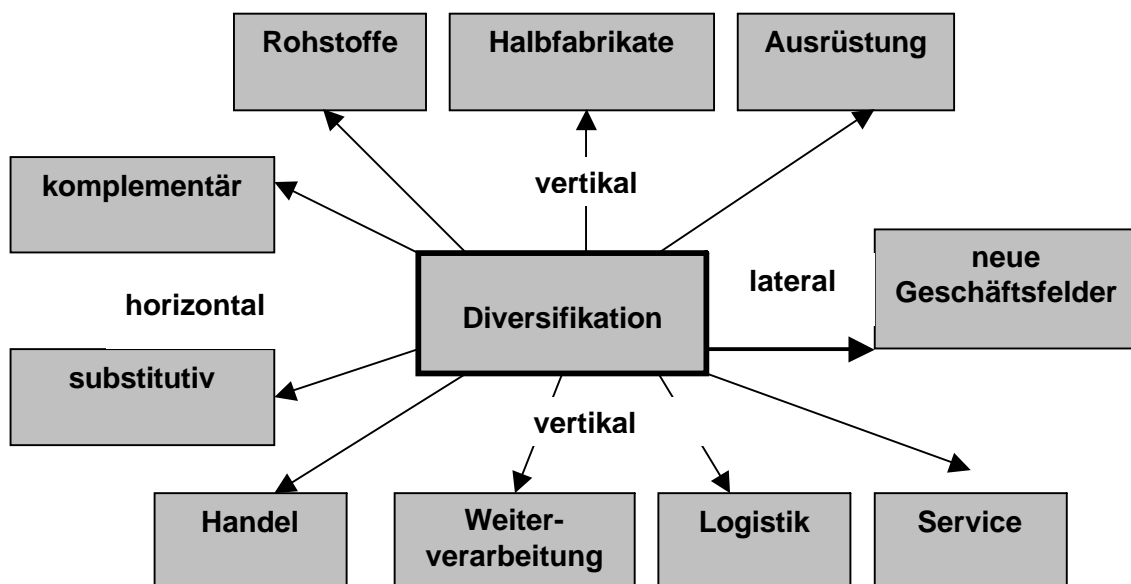 Rohstoffe
Halbfabrikate
Ausrüstung
komplementär
vertikal
neue
Geschäftsfelder
lateral
horizontal
Diversifikation
substitutiv
vertikal
Handel
Weiter-
verarbeitung
Logistik
Service